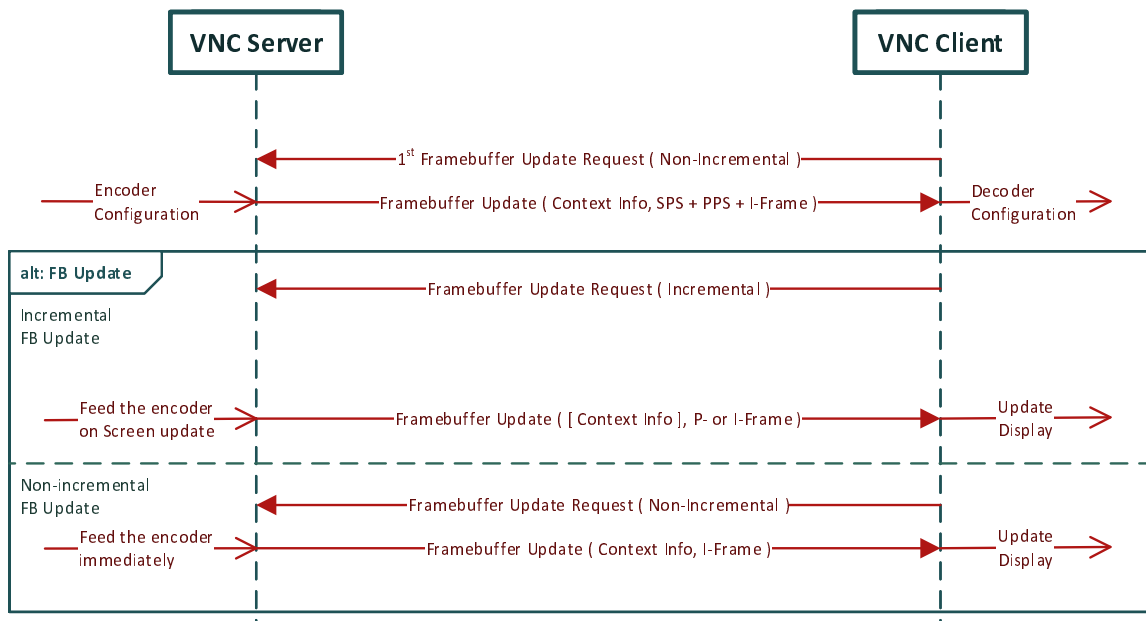 VNC Server
VNC Client
1st Framebuffer Update Request ( Non-Incremental )
Encoder
Configuration
Framebuffer Update ( Context Info, SPS + PPS + I-Frame )
Decoder
Configuration
alt: FB Update
Framebuffer Update Request ( Incremental )
Incremental
FB Update
Feed the encoder
on Screen update
Framebuffer Update ( [ Context Info ], P- or I-Frame )
Update
Display
Non-incremental
FB Update
Framebuffer Update Request ( Non-Incremental )
Feed the encoder
immediately
Framebuffer Update ( Context Info, I-Frame )
Update
Display